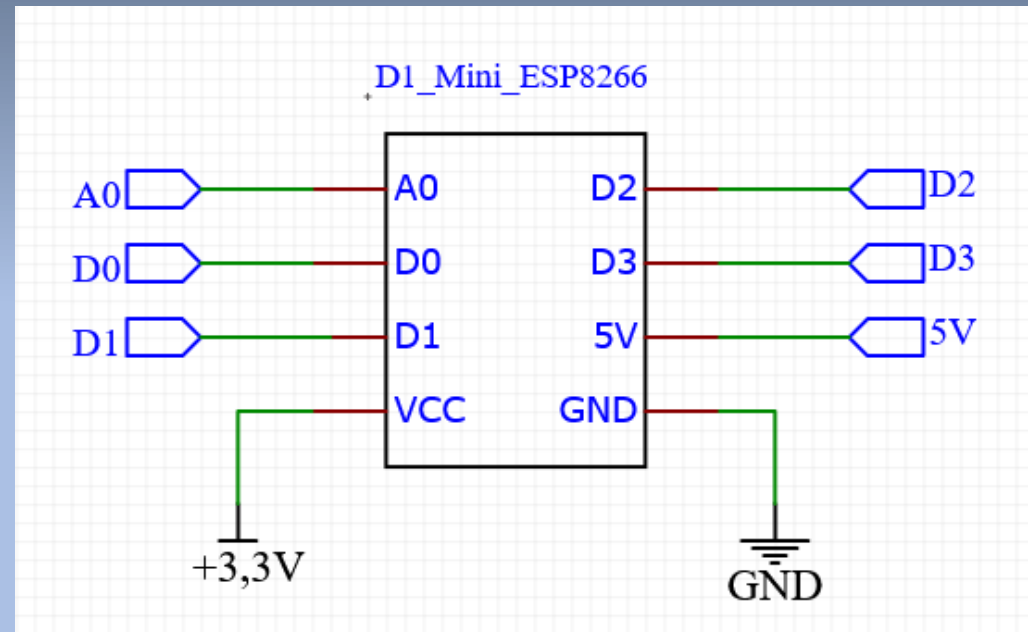 D1_Mini_ESP8266
A0 A0 D2 D2
D0 D0 D3 D3
D1 D1 5V 5V
VCC GND
+3,3V
GND